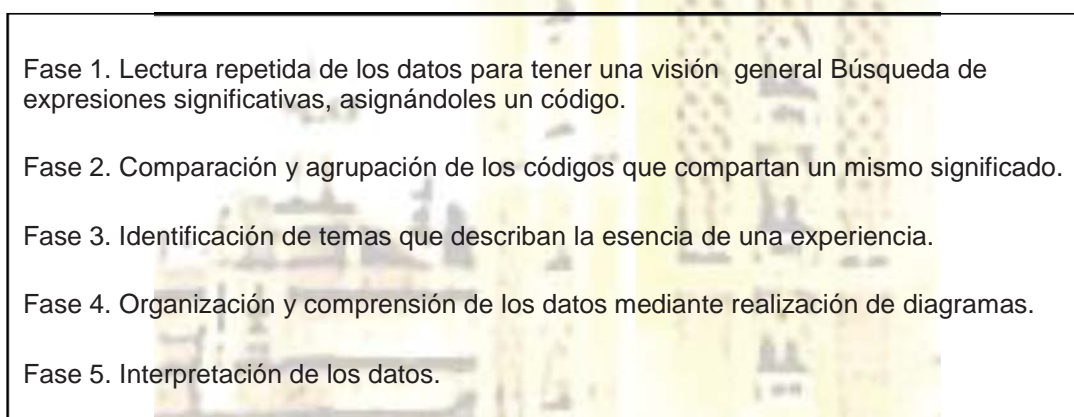 Fase 1. Lectura repetida de los datos para tener una visión general Búsqueda de
expresiones significativas, asignándoles un código.
Fase 2. Comparación y agrupación de los códigos que compartan un mismo significado.
Fase 3. Identificación de temas que describan la esencia de una experiencia.
Fase 4. Organización y comprensión de los datos mediante realización de diagramas.
Fase 5. Interpretación de los datos.